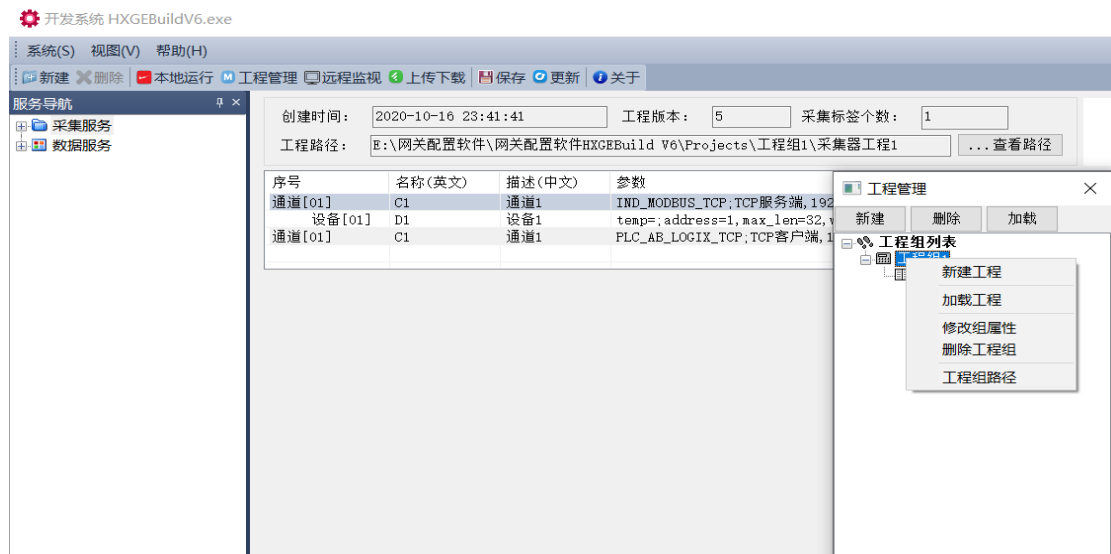 开发系统 HXGEBuildV6.exe
系统(S) 视图(V) 帮助(H)
新建 删除 本地运行 工程管理 远程监视 上传下载 保存 更新 关于
服务导航
采集服务
数据服务
创建时间： 2020-10-16 23:41:41 工程版本： 5 采集标签个数： 1
工程路径： E:\网关配置软件\网关配置软件HXGEBuild V6\Projects\工程组1\采集器工程1 ...查看路径
序号 名称(英文) 描述(中文) 参数
通道[01] C1 通道1 IND_MODBUS_TCP;TCP服务端,192
设备[01] D1 设备1 temp=;address=1,max_len=32,
通道[01] C1 通道1 PLC_AB_LOGIX_TCP;TCP客户端,1
工程管理
新建 删除 加载
工程组列表
工程组1
新建工程
加载工程
修改组属性
删除工程组
工程组路径